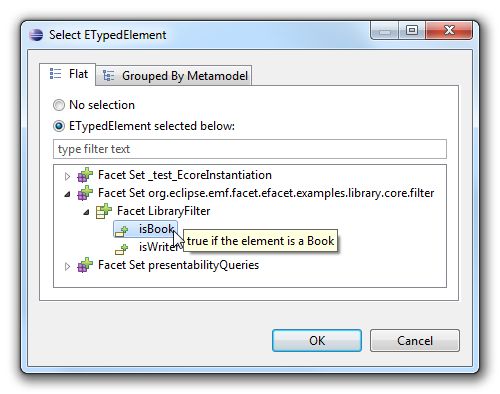 Select ETypedElement
Flat
Grouped By Metamodel
No selection
ETypedElement selected below:
type filter text
Facet Set _test_EcoreInstantiation
Facet Set org.eclipse.emf.facet.efacet.examples.library.core.filter
Facet LibraryFilter
isBook
true if the element is a Book
isWriter
Facet Set presentabilityQueries
OK
Cancel